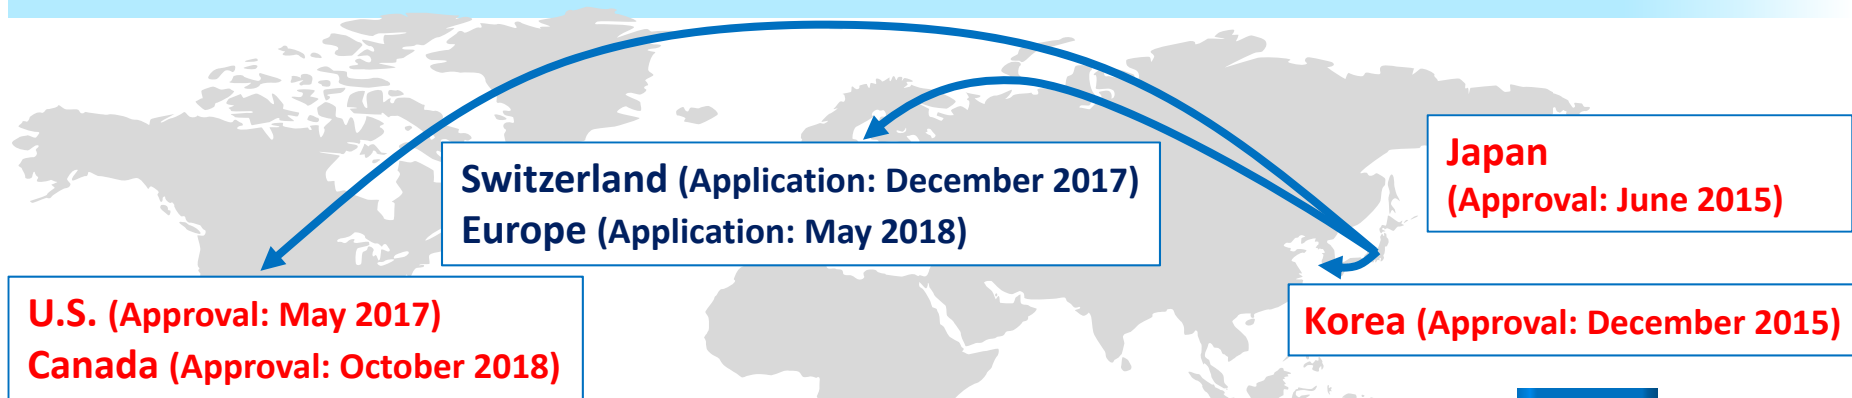 Switzerland (Application: December 2017)
Europe (Application: May 2018)
Japan
(Approval: June 2015)
U.S. (Approval: May 2017)
Canada (Approval: October 2018)
Korea (Approval: December 2015)